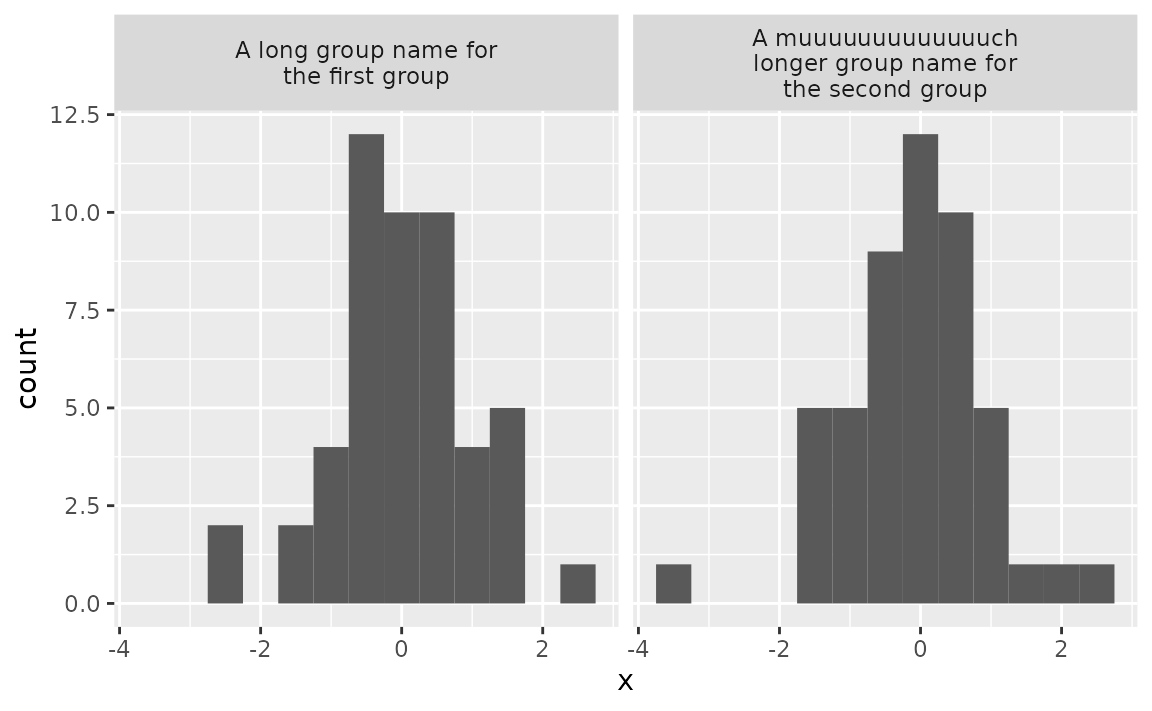 A long group name for
the first group
A muuuuuuuuuuuuuch
longer group name for
the second group
12.5
10.0
7.5
5.0
2.5
0.0
count
-4 -2 0 2
-4 -2 0 2
x